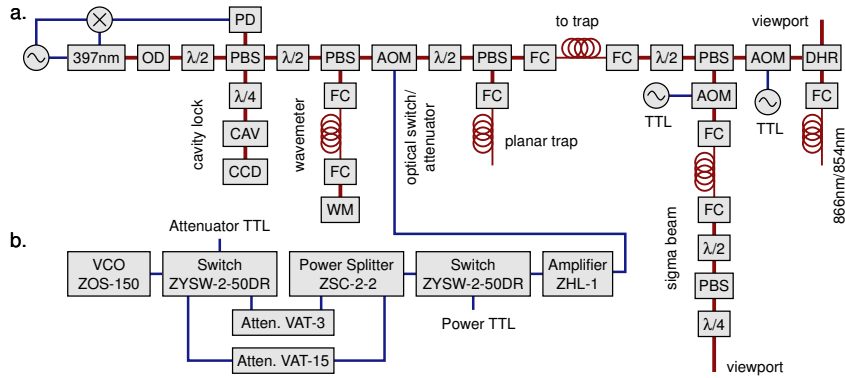 a.
PD
to trap
viewport
397nm
OD
λ/2
PBS
λ/2
PBS
AOM
λ/2
PBS
FC
FC
λ/2
PBS
AOM
DHR
λ/4
FC
FC
AOM
FC
TTL
TTL
CAV
FC
CCD
FC
FC
WM
cavity lock
wavemeter
optical switch/
attenuator
planar trap
866nm/854nm
sigma beam
λ/2
PBS
λ/4
viewport
b.
Attenuator TTL
VCO
ZOS-150
Switch
ZYSW-2-50DR
Power Splitter
ZSC-2-2
Switch
ZYSW-2-50DR
Amplifier
ZHL-1
Atten. VAT-3
Power TTL
Atten. VAT-15